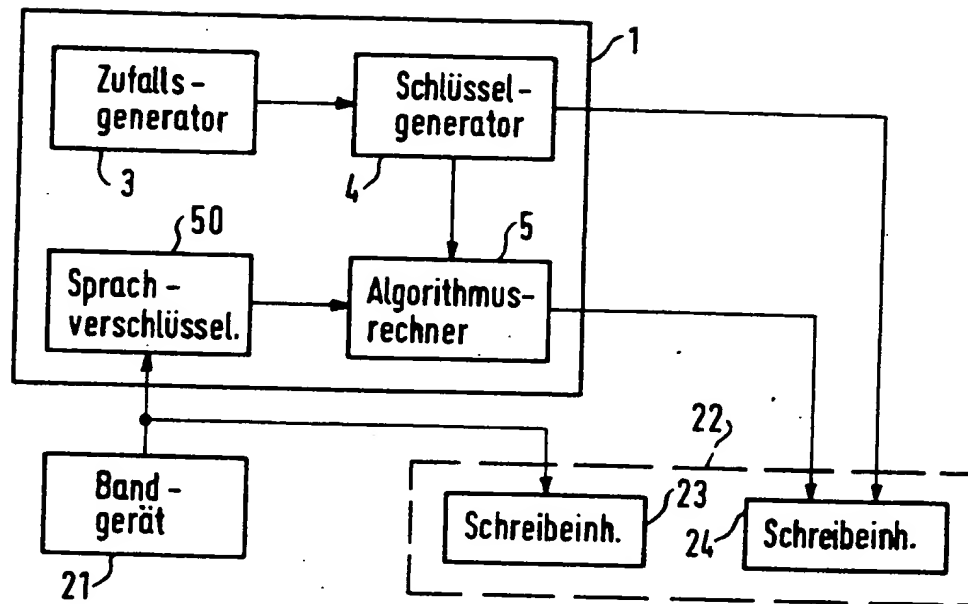 1
Zufalls-
generator
3
Schlüssel-
generator
4
50
Sprach-
verschlüssel.
5
Algorithmus-
rechner
22
Band-
gerät
21
23
Schreibeinh.
24
Schreibeinh.